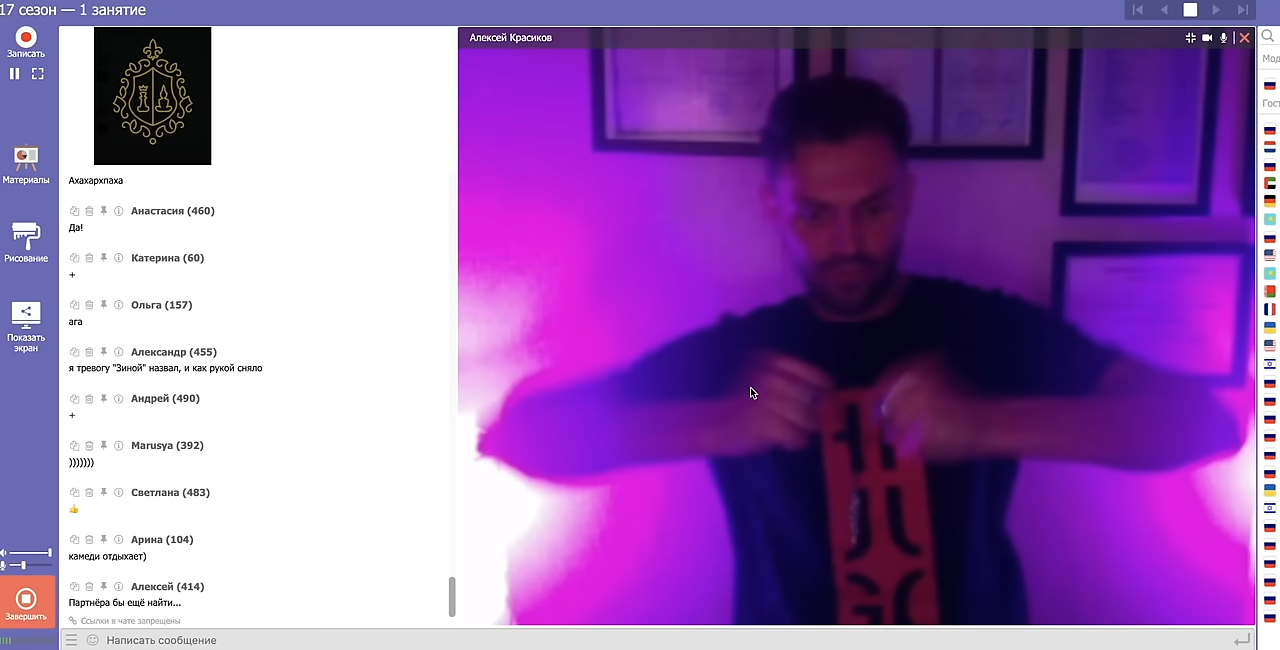 17 сезон — 1 занятие
Записать
Материалы
Рисование
Показать
экран
Завершить
Ахахархпаха
Анастасия (460)
Да!
Катерина (60)
+
Ольга (157)
ага
Александр (455)
я тревогу "Зиной" назвал, и как рукой сняло
Андрей (490)
+
Marusya (392)
)))))))
Светлана (483)
👍
Арина (104)
камеди отдыхает)
Алексей (414)
Партнёра бы ещё найти...
Ссылки в чате запрещены
Написать сообщение
Алексей Красиков
Мод
Гост